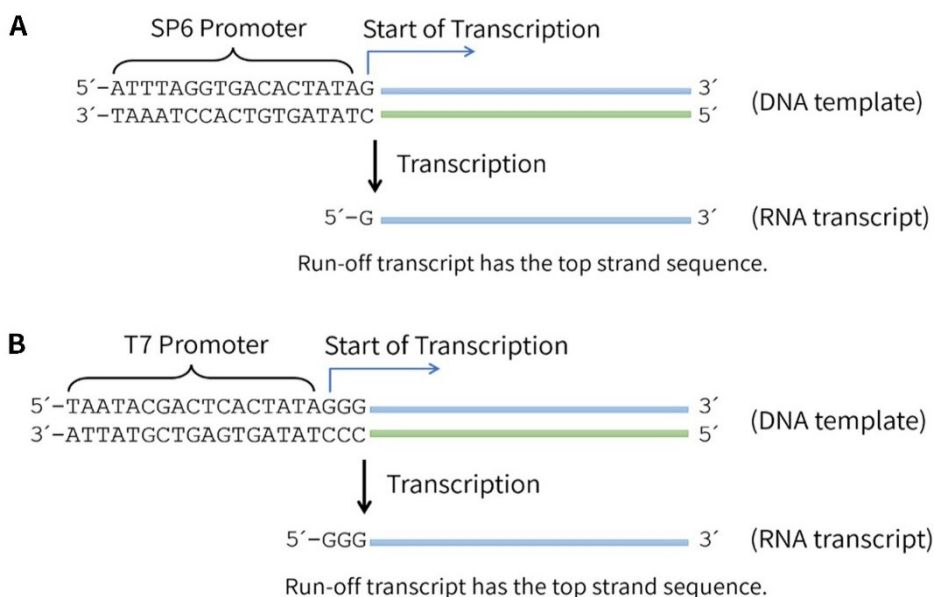 A
SP6 Promoter Start of Transcription
5´-ATTTAGGTGACACTATAG 3´
3´-TAAATCCACTGTGATATC 5´
(DNA template)
Transcription
5´-G 3´ (RNA transcript)
Run-off transcript has the top strand sequence.
B
T7 Promoter Start of Transcription
5´-TAATACGACTCACTATAGGG 3´
3´-ATTATGCTGAGTGATATCCC 5´
(DNA template)
Transcription
5´-GGG 3´ (RNA transcript)
Run-off transcript has the top strand sequence.